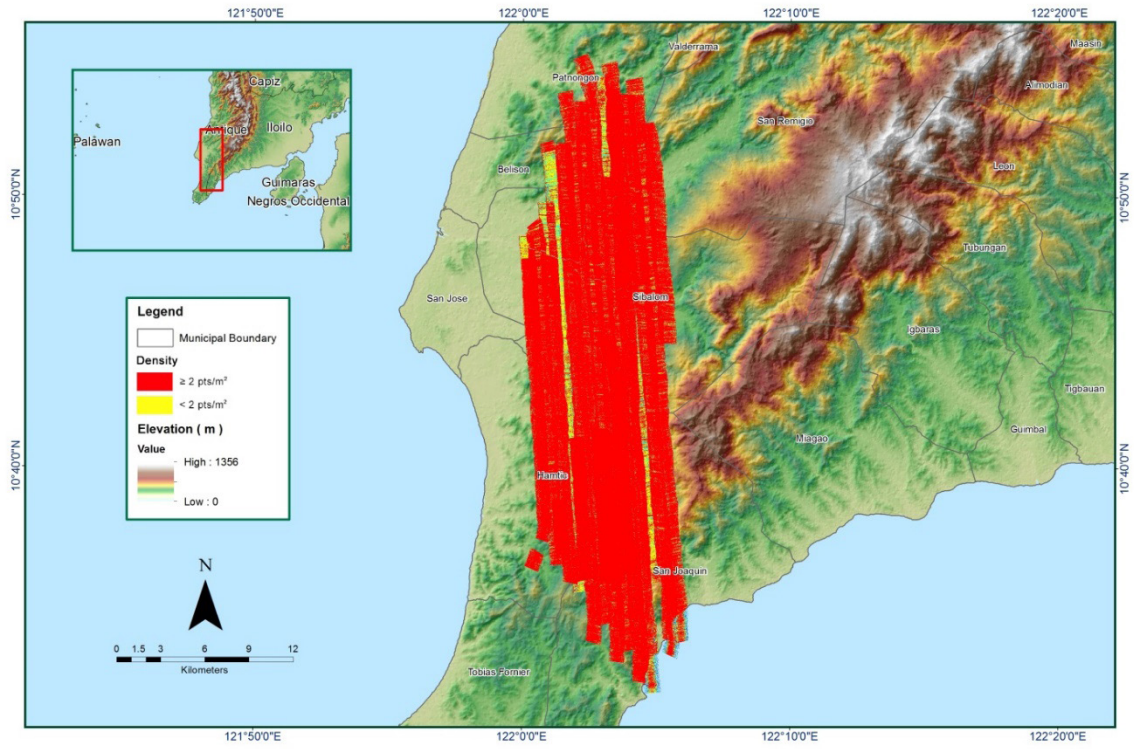 121°50'0"E 122°0'0"E 122°10'0"E 122°20'0"E
10°50'0"N
10°40'0"N
Capiz
Antique
Iloilo
Palawan
Guimaras
Negros Occidental
Legend
Municipal Boundary
Density
≥ 2 pts/m²
< 2 pts/m²
Elevation ( m )
Value
High : 1356
Low : 0
N
0 1.5 3 6 9 12
Kilometers
Valderrama
Maasin
Patnongon
Alimodian
San Remigio
Belison
Leon
Tubungan
San Jose
Sibalom
Igbaras
Tigbauan
Guimbal
Miagao
Hamtic
San Joaquin
Tobias Fornier
10°50'0"N
10°40'0"N
121°50'0"E 122°0'0"E 122°10'0"E 122°20'0"E